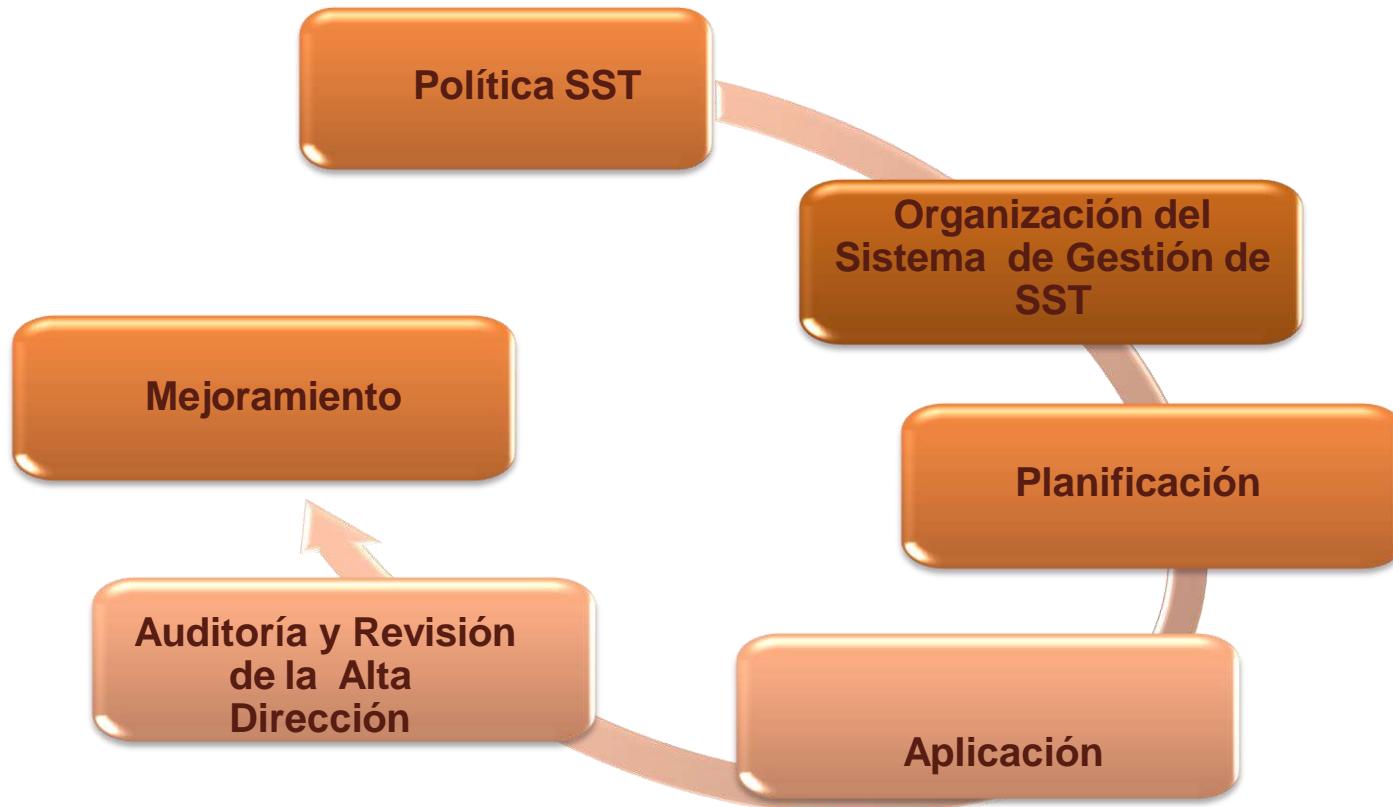 Política SST
Organización del
Sistema de Gestión de
SST
Planificación
Aplicación
Auditoría y Revisión
de la Alta
Dirección
Mejoramiento